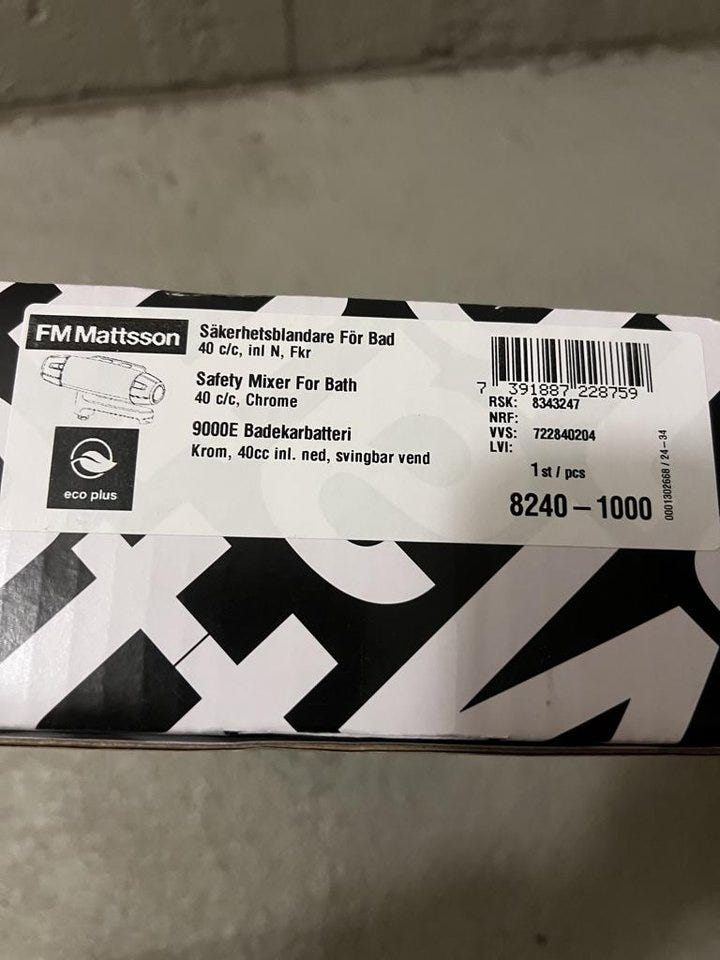 FM Mattsson
eco plus
Säkerhetsblandare För Bad
40 c/c, inl N, Fkr
Safety Mixer For Bath
40 c/c, Chrome
9000E Badekarbatteri
Krom, 40cc inl. ned, svingbar vend
7 391887 228759
RSK: 8343247
NRF:
VVS: 722840204
LVI:
1 st / pcs
8240-1000
0001302668 / 24-34